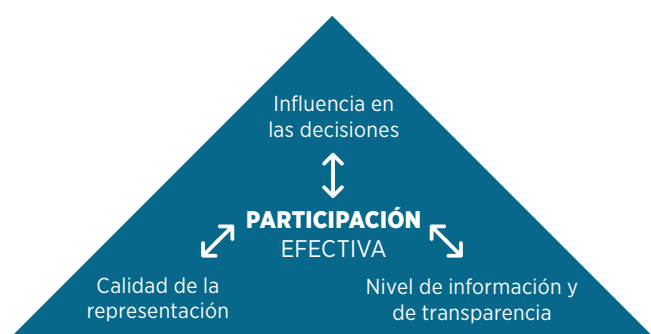 Influencia en
las decisiones
PARTICIPACIÓN
EFECTIVA
Calidad de la
representación
Nivel de información y
de transparencia